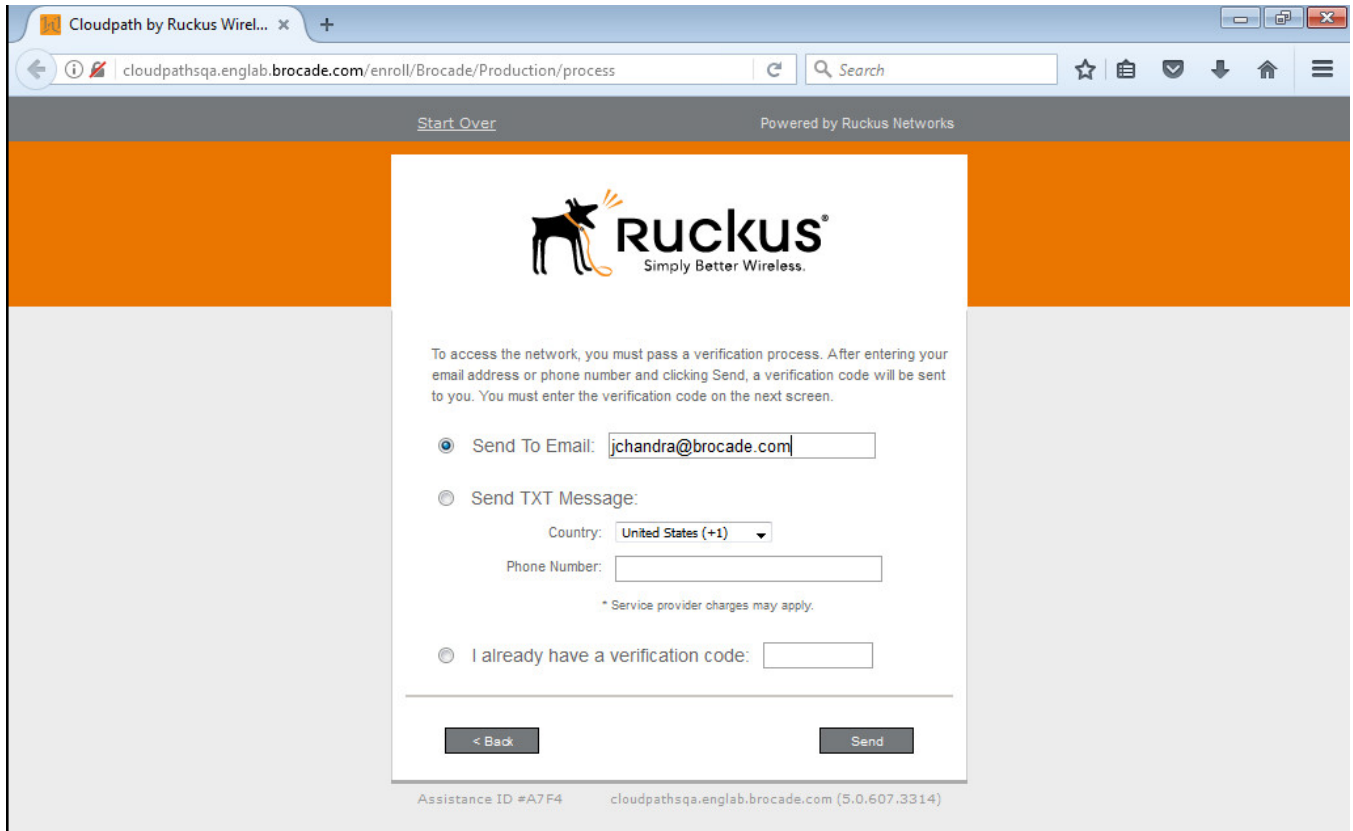 Cloudpath by Ruckus Wirel...
cloudpathsqa.englab.brocade.com/enroll/Brocade/Production/process
Search
Start Over
Powered by Ruckus Networks
RUCKUS®
Simply Better Wireless.
To access the network, you must pass a verification process. After entering your
email address or phone number and clicking Send, a verification code will be sent
to you. You must enter the verification code on the next screen.
Send To Email: jchandra@brocade.com
Send TXT Message:
Country: United States (+1)
Phone Number:
* Service provider charges may apply.
I already have a verification code:
< Back
Send
Assistance ID #A7F4 cloudpathsqa.englab.brocade.com (5.0.607.3314)